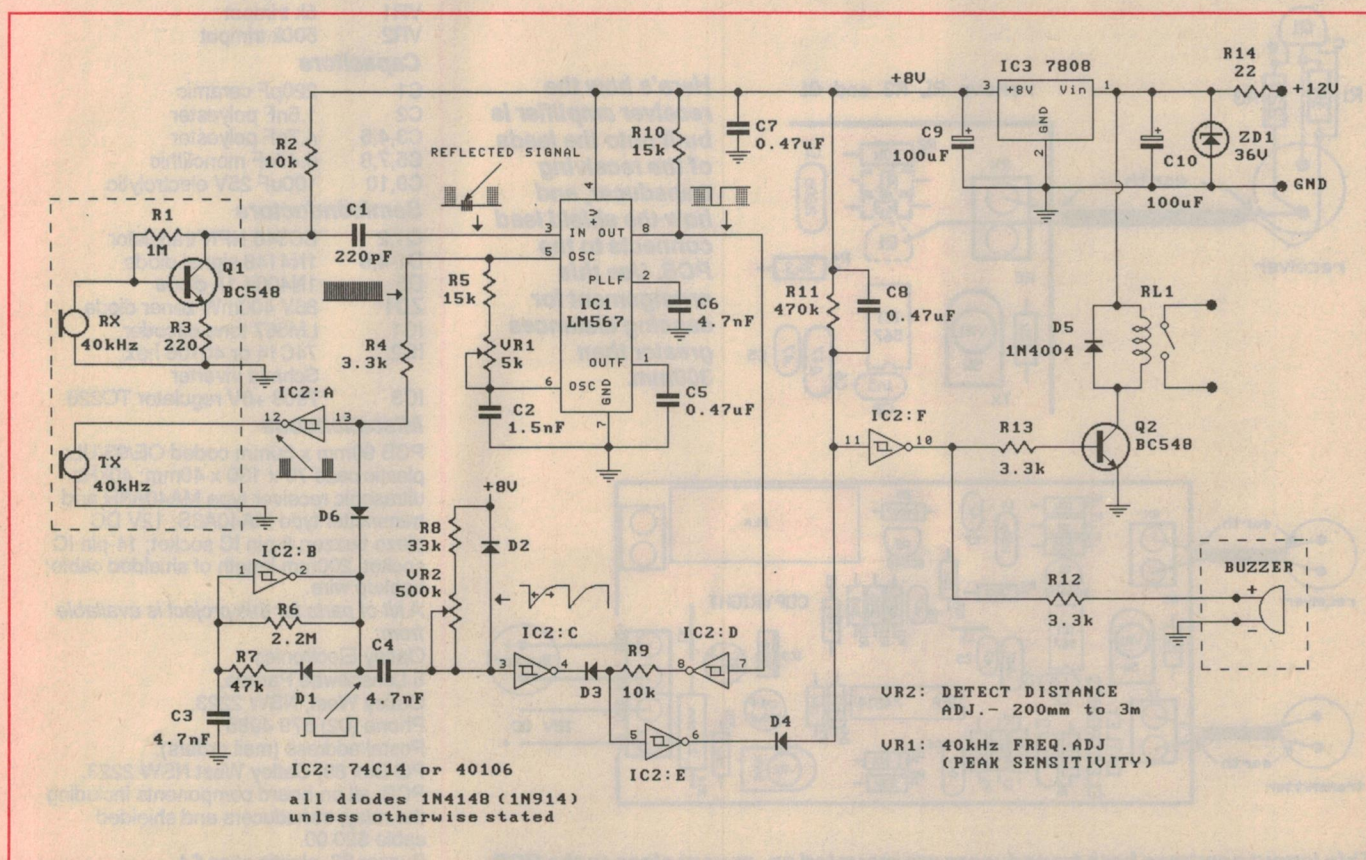 +8V
IC3 7808
R14
22
+12V
3
+8V
Vin
1
GND
2
C9
100uF
C10
100uF
ZD1
36V
GND
R2
10k
REFLECTED SIGNAL
R10
15k
C7
0.47uF
R1
1M
C1
220pF
Q1
BC548
RX
40kHz
R3
220
R4
3.3k
R5
15k
VR1
5k
C2
1.5nF
4
+V
3
IN OUT
8
5
OSC
PLLF
2
IC1
LM567
OUTF
1
6
OSC
GND
7
C6
4.7nF
C5
0.47uF
R11
470k
C8
0.47uF
D5
1N4004
RL1
Q2
BC548
IC2:F
11
10
R13
3.3k
IC2:A
12
13
TX
40kHz
D6
IC2:B
1
2
R6
2.2M
R7
47k
D1
C4
4.7nF
C3
4.7nF
+8V
R8
33k
D2
VR2
500k
IC2:C
3
4
D3
R9
10k
IC2:D
8
7
5
6
IC2:E
D4
R12
3.3k
BUZZER
+
-
VR2: DETECT DISTANCE
ADJ.- 200mm to 3m
VR1: 40kHz FREQ.ADJ
(PEAK SENSITIVITY)
IC2: 74C14 or 40106
all diodes 1N4148 (1N914)
unless otherwise stated